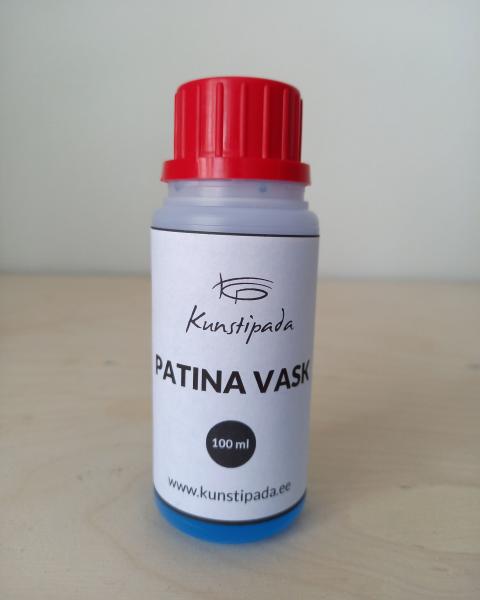 Kunstipada
PATINA VASK
100 ml
www.kunstipada.ee